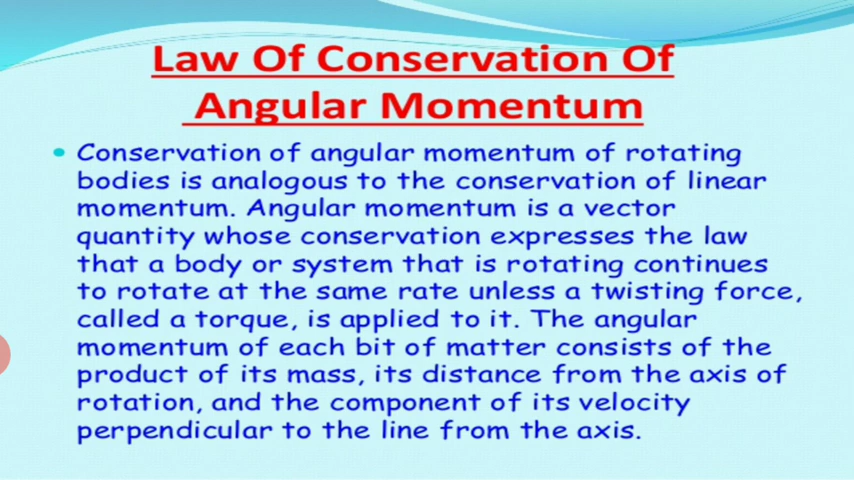 Law Of Conservation Of
Angular Momentum
• Conservation of angular momentum of rotating
bodies is analogous to the conservation of linear
momentum. Angular momentum is a vector
quantity whose conservation expresses the law
that a body or system that is rotating continues
to rotate at the same rate unless a twisting force,
called a torque, is applied to it. The angular
momentum of each bit of matter consists of the
product of its mass, its distance from the axis of
rotation, and the component of its velocity
perpendicular to the line from the axis.